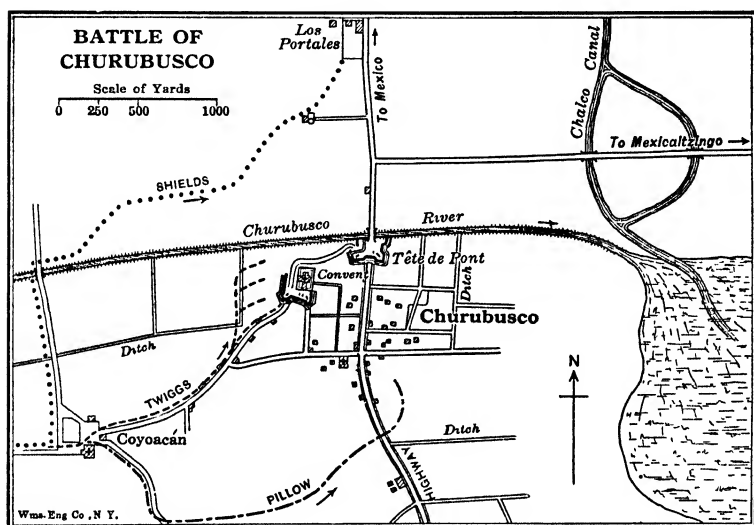 BATTLE OF
CHURUBUSCO
Scale of Yards
0 250 500 1000
Los
Portales
To Mexico
Chalco Canal
To Mexicaltzingo
SHIELDS
Churubusco River
Tête de Pont
Convent
Ditch
Churubusco
Ditch
TWIGGS
N
Coyoacán
Ditch
PILLOW
HIGHWAY
Wms. Eng Co., N Y.